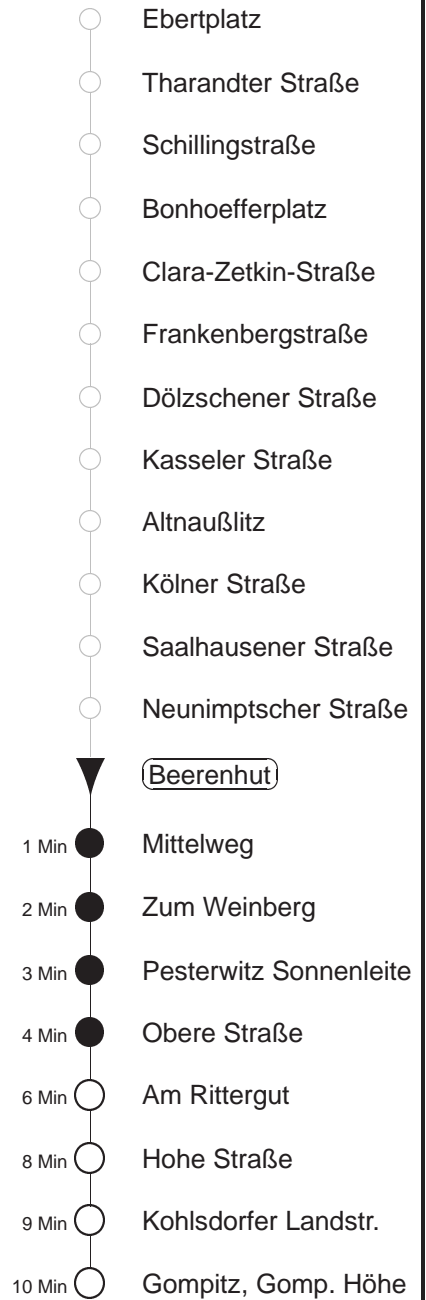 Ebertplatz
Tharandter Straße
Schillingstraße
Bonhoefferplatz
Clara-Zetkin-Straße
Frankenbergstraße
Dölzschener Straße
Kasseler Straße
Altnaußlitz
Kölner Straße
Saalhausener Straße
Neunimptscher Straße
Beerenhut
1 Min Mittelweg
2 Min Zum Weinberg
3 Min Pesterwitz Sonnenleite
4 Min Obere Straße
6 Min Am Rittergut
8 Min Hohe Straße
9 Min Kohlsdorfer Landstr.
10 Min Gompitz, Gomp. Höhe